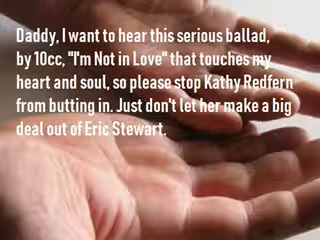 Daddy, I want to hear this serious ballad,
by 10cc, "I'm Not in Love" that touches my
heart and soul, so please stop Kathy Redfern
from butting in. Just don't let her make a big
deal out of Eric Stewart.